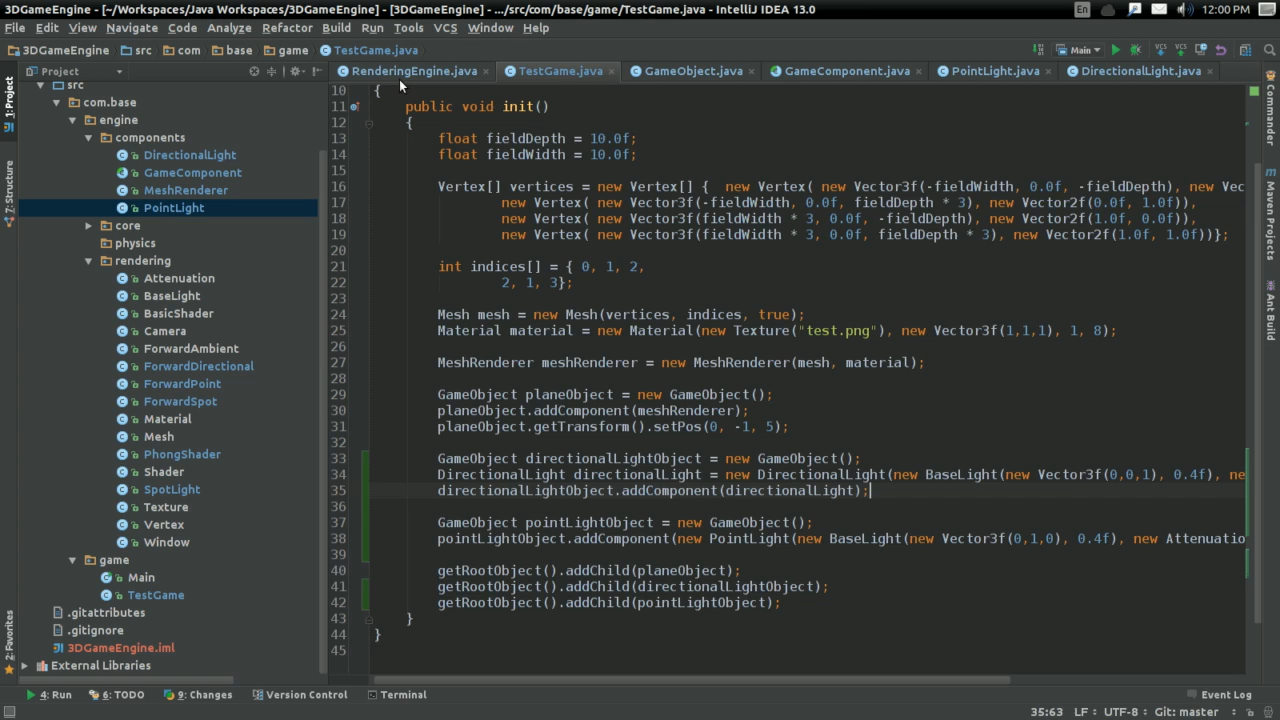 3DGameEngine - [~/Workspaces/Java Workspaces/3DGameEngine] - [3DGameEngine] - .../src/com/base/game/TestGame.java - IntelliJ IDEA 13.0
En
12:00 PM
File Edit View Navigate Code Analyze Refactor Build Run Tools VCS Window Help
3DGameEngine src com base game TestGame.java
Main
Project
RenderingEngine.java TestGame.java GameObject.java GameComponent.java PointLight.java DirectionalLight.java
1: Project
7: Structure
2: Favorites
src
com.base
engine
components
DirectionalLight
GameComponent
MeshRenderer
PointLight
core
physics
rendering
Attenuation
BaseLight
BasicShader
Camera
ForwardAmbient
ForwardDirectional
ForwardPoint
ForwardSpot
Material
Mesh
PhongShader
Shader
SpotLight
Texture
Vertex
Window
game
Main
TestGame
.gitattributes
.gitignore
3DGameEngine.iml
External Libraries
10 {
11 public void init()
12 {
13 float fieldDepth = 10.0f;
14 float fieldWidth = 10.0f;
15
16 Vertex[] vertices = new Vertex[] { new Vertex( new Vector3f(-fieldWidth, 0.0f, -fieldDepth), new Vec
17 new Vertex( new Vector3f(-fieldWidth, 0.0f, fieldDepth * 3), new Vector2f(0.0f, 1.0f)),
18 new Vertex( new Vector3f(fieldWidth * 3, 0.0f, -fieldDepth), new Vector2f(1.0f, 0.0f)),
19 new Vertex( new Vector3f(fieldWidth * 3, 0.0f, fieldDepth * 3), new Vector2f(1.0f, 1.0f))};
20
21 int indices[] = { 0, 1, 2,
22 2, 1, 3};
23
24 Mesh mesh = new Mesh(vertices, indices, true);
25 Material material = new Material(new Texture("test.png"), new Vector3f(1,1,1), 1, 8);
26
27 MeshRenderer meshRenderer = new MeshRenderer(mesh, material);
28
29 GameObject planeObject = new GameObject();
30 planeObject.addComponent(meshRenderer);
31 planeObject.getTransform().setPos(0, -1, 5);
32
33 GameObject directionalLightObject = new GameObject();
34 DirectionalLight directionalLight = new DirectionalLight(new BaseLight(new Vector3f(0,0,1), 0.4f), ne
35 directionalLightObject.addComponent(directionalLight);
36
37 GameObject pointLightObject = new GameObject();
38 pointLightObject.addComponent(new PointLight(new BaseLight(new Vector3f(0,1,0), 0.4f), new Attenuatio
39
40 getRootObject().addChild(planeObject);
41 getRootObject().addChild(directionalLightObject);
42 getRootObject().addChild(pointLightObject);
43 }
44 }
45
Commander
Maven Projects
Ant Build
4: Run 6: TODO 9: Changes Version Control Terminal Event Log
35:63 LF UTF-8 Git: master